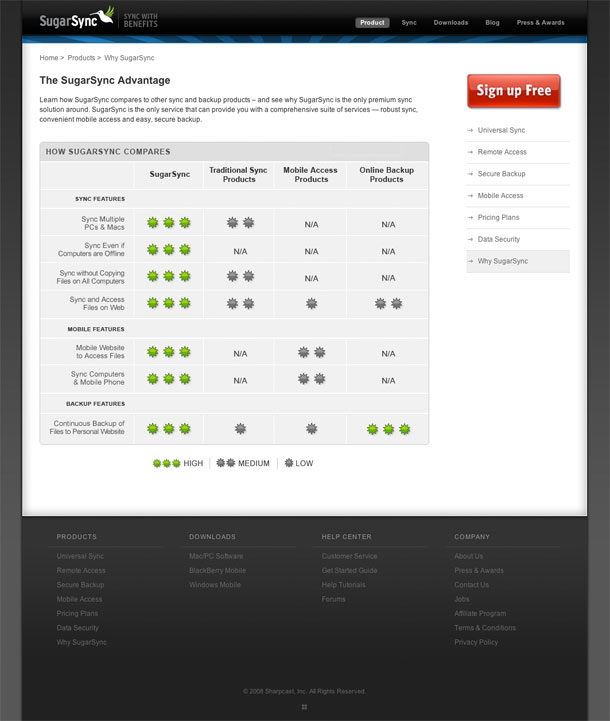 SugarSync SYNC WITH
BENEFITS
Product Sync Downloads Blog Press & Awards
Home > Products > Why SugarSync
The SugarSync Advantage
Learn how SugarSync compares to other sync and backup products – and see why SugarSync is the only premium sync
solution around. SugarSync is the only service that can provide you with a comprehensive suite of services — robust sync,
convenient mobile access and easy, secure backup.
Sign up Free
Universal Sync
Remote Access
Secure Backup
Mobile Access
Pricing Plans
Data Security
Why SugarSync
HOW SUGARSYNC COMPARES
SugarSync Traditional Sync Mobile Access Online Backup
Products Products Products
SYNC FEATURES
Sync Multiple
PCs & Macs N/A N/A
Sync Even if
Computers are Offline N/A N/A N/A
Sync without Copying
Files on All Computers N/A N/A
Sync and Access
Files on Web
MOBILE FEATURES
Mobile Website
to Access Files N/A N/A
Sync Computers
& Mobile Phone N/A N/A
BACKUP FEATURES
Continuous Backup of
Files to Personal Website
HIGH MEDIUM LOW
PRODUCTS
Universal Sync
Remote Access
Secure Backup
Mobile Access
Pricing Plans
Data Security
Why SugarSync
DOWNLOADS
Mac/PC Software
BlackBerry Mobile
Windows Mobile
HELP CENTER
Customer Service
Get Started Guide
Help Tutorials
Forums
COMPANY
About Us
Press & Awards
Contact Us
Jobs
Affiliate Program
Terms & Conditions
Privacy Policy
© 2008 Sharpcast, Inc. All Rights Reserved.